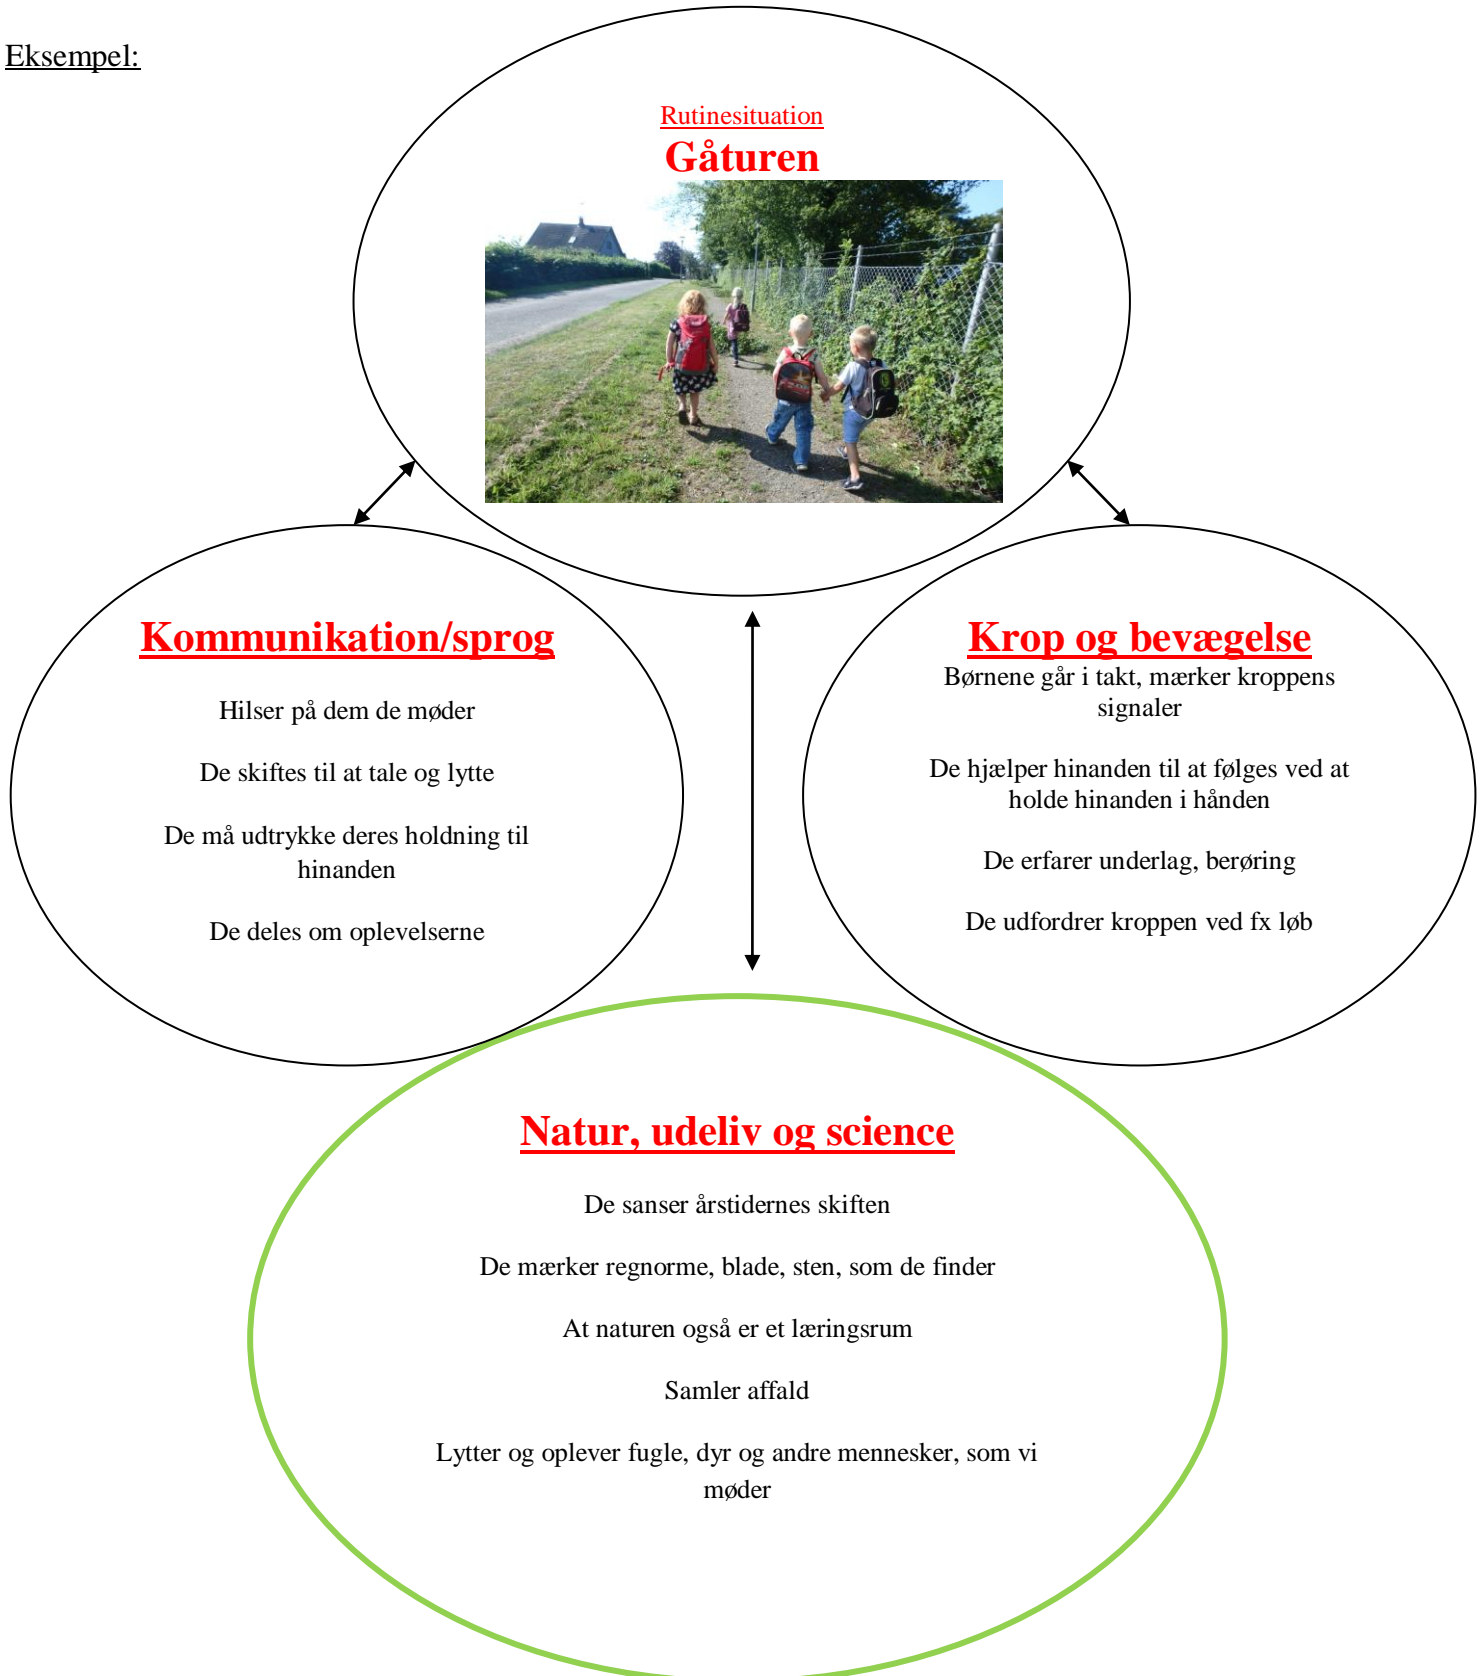 Eksempel:
Rutinesituation
Gåturen
Kommunikation/sprog
Hilser på dem de møder
De skiftes til at tale og lytte
De må udtrykke deres holdning til
hinanden
De deles om oplevelserne
Krop og bevægelse
Børnene går i takt, mærker kroppens
signaler
De hjælper hinanden til at følges ved at
holde hinanden i hånden
De erfarer underlag, berøring
De udfordrer kroppen ved fx løb
Natur, udeliv og science
De sanser årstidernes skiften
De mærker regnorme, blade, sten, som de finder
At naturen også er et læringsrum
Samler affald
Lytter og oplever fugle, dyr og andre mennesker, som vi
møder